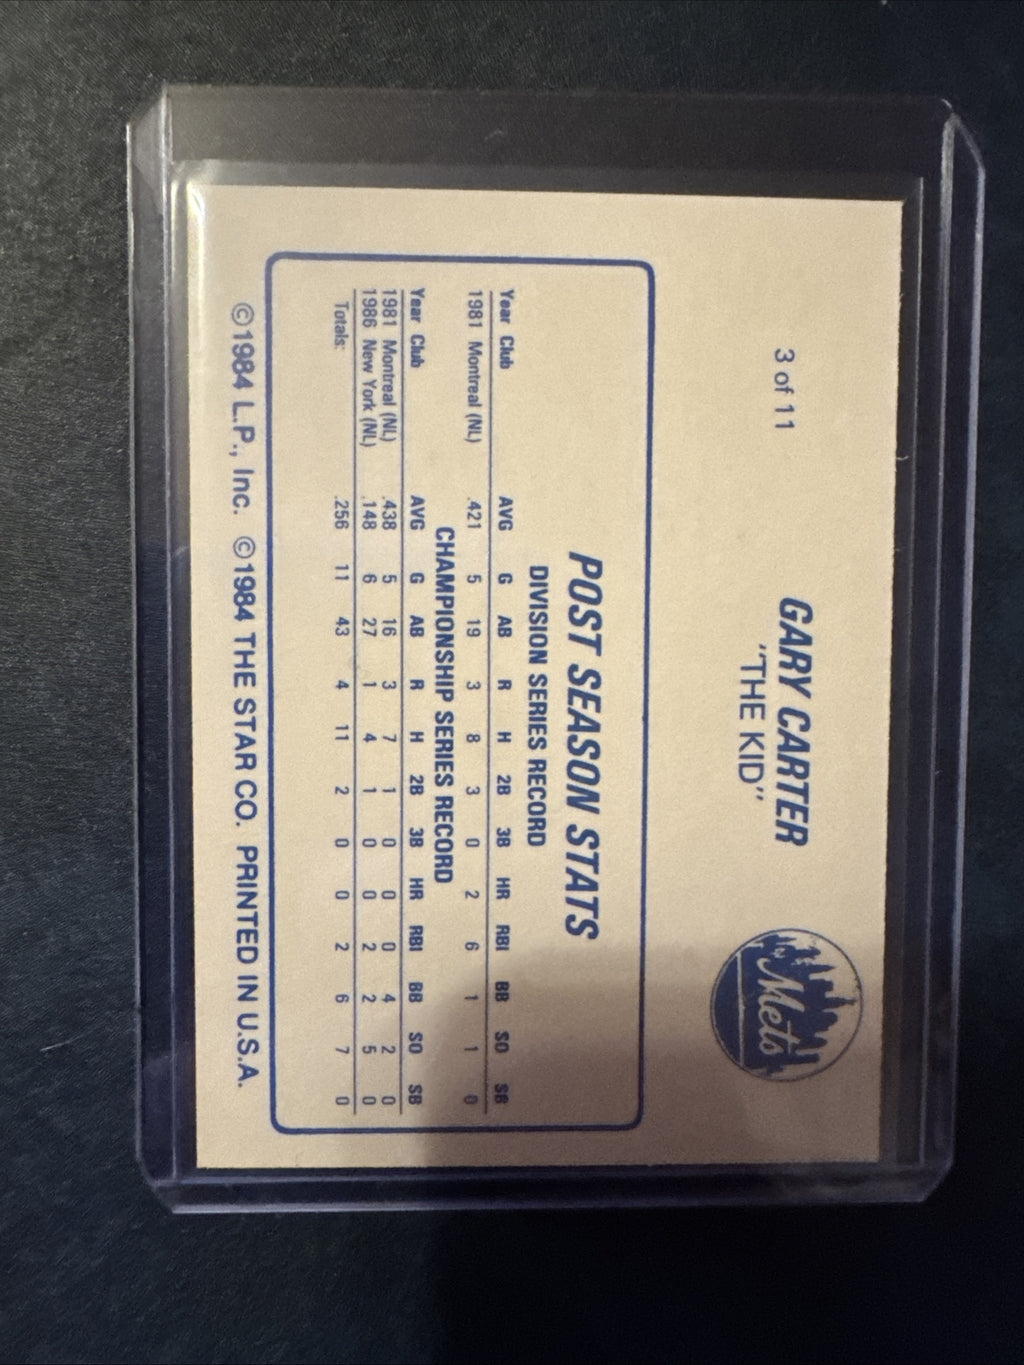 3 of 11
GARY CARTER
"THE KID"
Mets
POST SEASON STATS
DIVISION SERIES RECORD
Year Club AVG G AB R H 2B 3B HR RBI BB SO SB
1981 Montreal (NL) .421 5 19 3 8 3 0 2 6 1 1 0
CHAMPIONSHIP SERIES RECORD
Year Club AVG G AB R H 2B 3B HR RBI BB SO SB
1981 Montreal (NL) .438 5 16 3 7 1 0 0 0 4 2 0
1986 New York (NL) .148 6 27 1 4 1 0 0 2 2 5 0
Totals: .256 11 43 4 11 2 0 0 2 6 7 0
©1984 L.P., Inc. ©1984 THE STAR CO. PRINTED IN U.S.A.